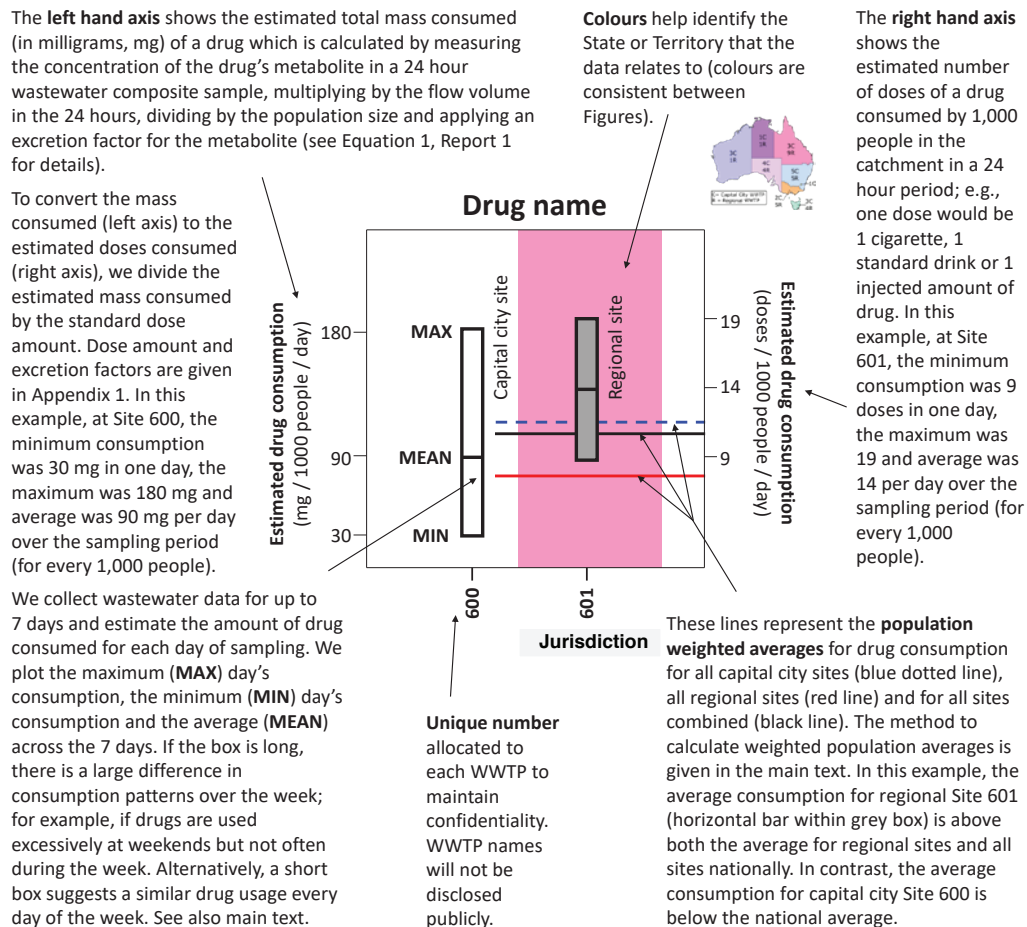 The left hand axis shows the estimated total mass consumed
(in milligrams, mg) of a drug which is calculated by measuring
the concentration of the drug's metabolite in a 24 hour
wastewater composite sample, multiplying by the flow volume
in the 24 hours, dividing by the population size and applying an
excretion factor for the metabolite (see Equation 1, Report 1
for details).
To convert the mass
consumed (left axis) to the
estimated doses consumed
(right axis), we divide the
estimated mass consumed
by the standard dose
amount. Dose amount and
excretion factors are given
in Appendix 1. In this
example, at Site 600, the
minimum consumption
was 30 mg in one day, the
maximum was 180 mg and
average was 90 mg per day
over the sampling period
(for every 1,000 people).
We collect wastewater data for up to
7 days and estimate the amount of drug
consumed for each day of sampling. We
plot the maximum (MAX) day's
consumption, the minimum (MIN) day's
consumption and the average (MEAN)
across the 7 days. If the box is long,
there is a large difference in
consumption patterns over the week;
for example, if drugs are used
excessively at weekends but not often
during the week. Alternatively, a short
box suggests a similar drug usage every
day of the week. See also main text.
Colours help identify the
State or Territory that the
data relates to (colours are
consistent between
Figures).
3C
1R
1C
1R
3C
9R
4C
4R
5C
5R
1C
2C
5R
3C
4R
C= Capital City WWTP
R = Regional WWTP
Drug name
Estimated drug consumption
(mg / 1000 people / day)
180
90
30
MAX
MEAN
MIN
Capital city site
Regional site
19
14
9
Estimated drug consumption
(doses / 1000 people / day)
600
601
Jurisdiction
Unique number
allocated to
each WWTP to
maintain
confidentiality.
WWTP names
will not be
disclosed
publicly.
The right hand axis
shows the
estimated number
of doses of a drug
consumed by 1,000
people in the
catchment in a 24
hour period; e.g.,
one dose would be
1 cigarette, 1
standard drink or 1
injected amount of
drug. In this
example, at Site
601, the minimum
consumption was 9
doses in one day,
the maximum was
19 and average was
14 per day over the
sampling period (for
every 1,000
people).
These lines represent the population
weighted averages for drug consumption
for all capital city sites (blue dotted line),
all regional sites (red line) and for all sites
combined (black line). The method to
calculate weighted population averages is
given in the main text. In this example, the
average consumption for regional Site 601
(horizontal bar within grey box) is above
both the average for regional sites and all
sites nationally. In contrast, the average
consumption for capital city Site 600 is
below the national average.